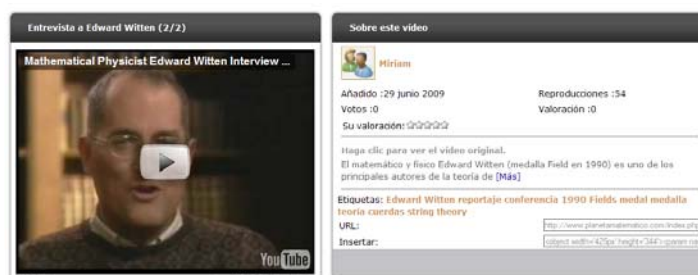 Entrevista a Edward Witten (2/2)
Mathematical Physicist Edward Witten Interview ...
YouTube
Sobre este vídeo
Miriam
Añadido :29 junio 2009
Reproducciones :54
Votos :0
Valoración :0
Su valoración:
Haga clic para ver el vídeo original.
El matemático y físico Edward Witten (medalla Field en 1990) es uno de los
principales autores de la teoría de [Más]
Etiquetas: Edward Witten reportaje conferencia 1990 Fields medal medalla
teoría cuerdas string theory
URL:
http://www.planetamatematico.com/index.php
Insertar:
<object width="425px" height="344"><param na